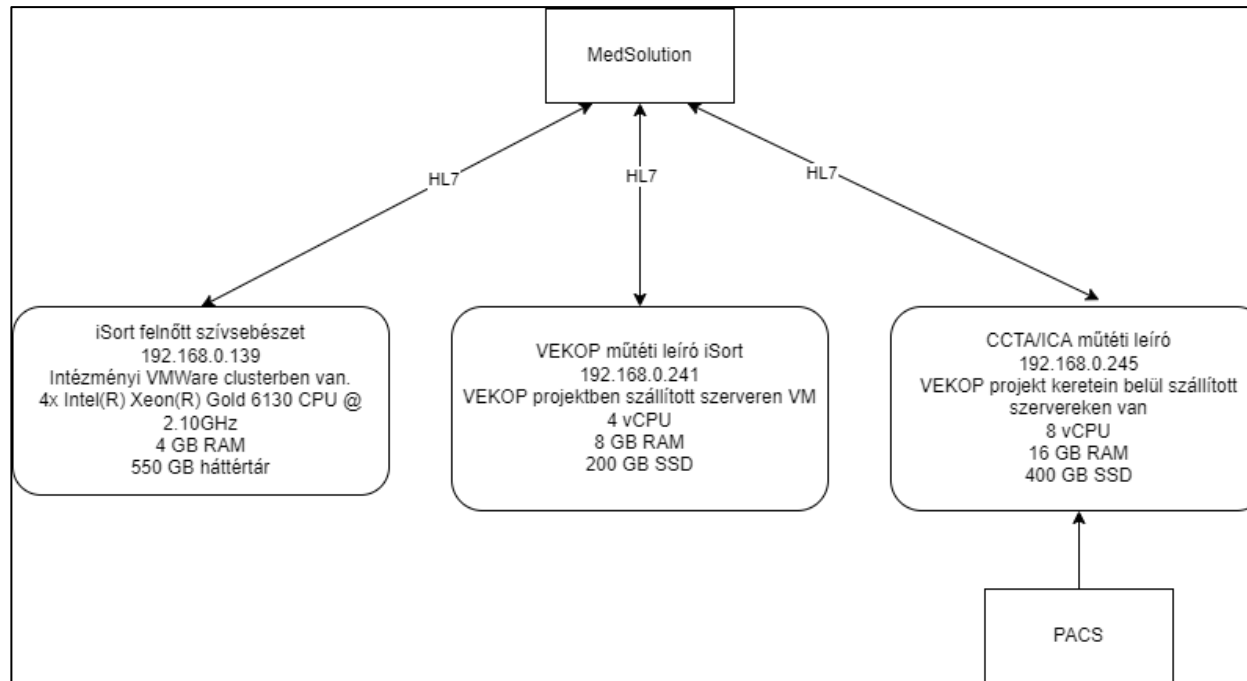 MedSolution
HL7
HL7
HL7
iSort felnőtt szívsebészet
192.168.0.139
Intézményi VMWare clusterben van.
4x Intel(R) Xeon(R) Gold 6130 CPU @
2.10GHz
4 GB RAM
550 GB háttértár
VEKOP műtéti leíró iSort
192.168.0.241
VEKOP projektben szállított szerveren VM
4 vCPU
8 GB RAM
200 GB SSD
CCTA/ICA műtéti leíró
192.168.0.245
VEKOP projekt keretein belül szállított
szervereken van
8 vCPU
16 GB RAM
400 GB SSD
PACS